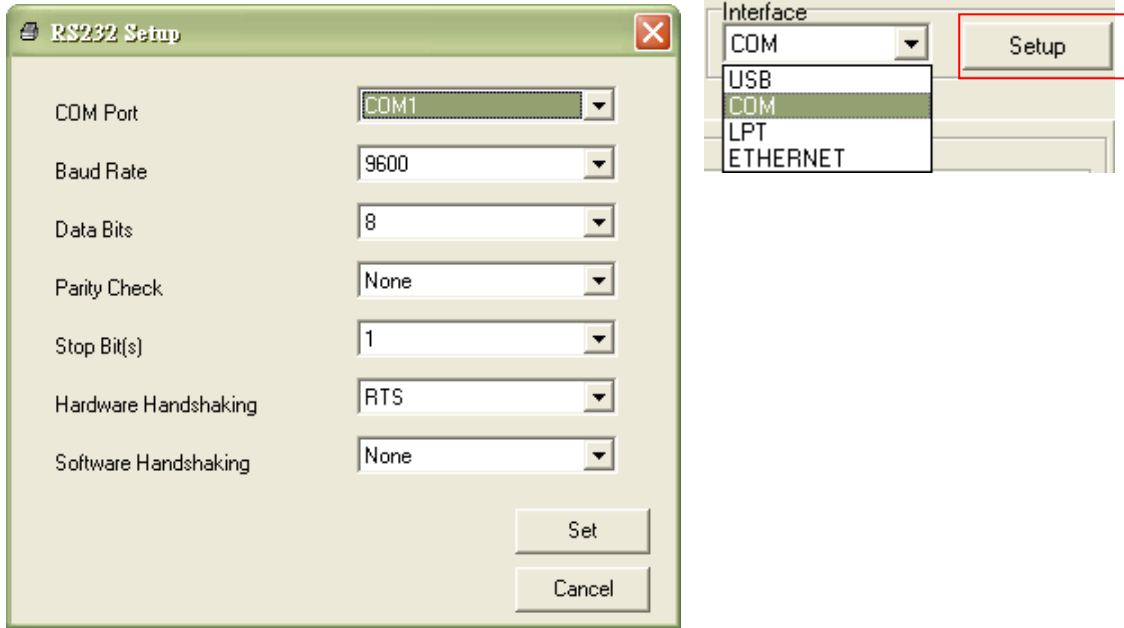 RS232 Setup
COM Port COM1
Baud Rate 9600
Data Bits 8
Parity Check None
Stop Bit(s) 1
Hardware Handshaking RTS
Software Handshaking None
Set
Cancel
Interface
COM Setup
USB
COM
LPT
ETHERNET